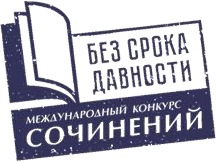 БЕЗ СРОКА
ДАВНОСТИ
МЕЖДУНАРОДНЫЙ КОНКУРС
СОЧИНЕНИЙ